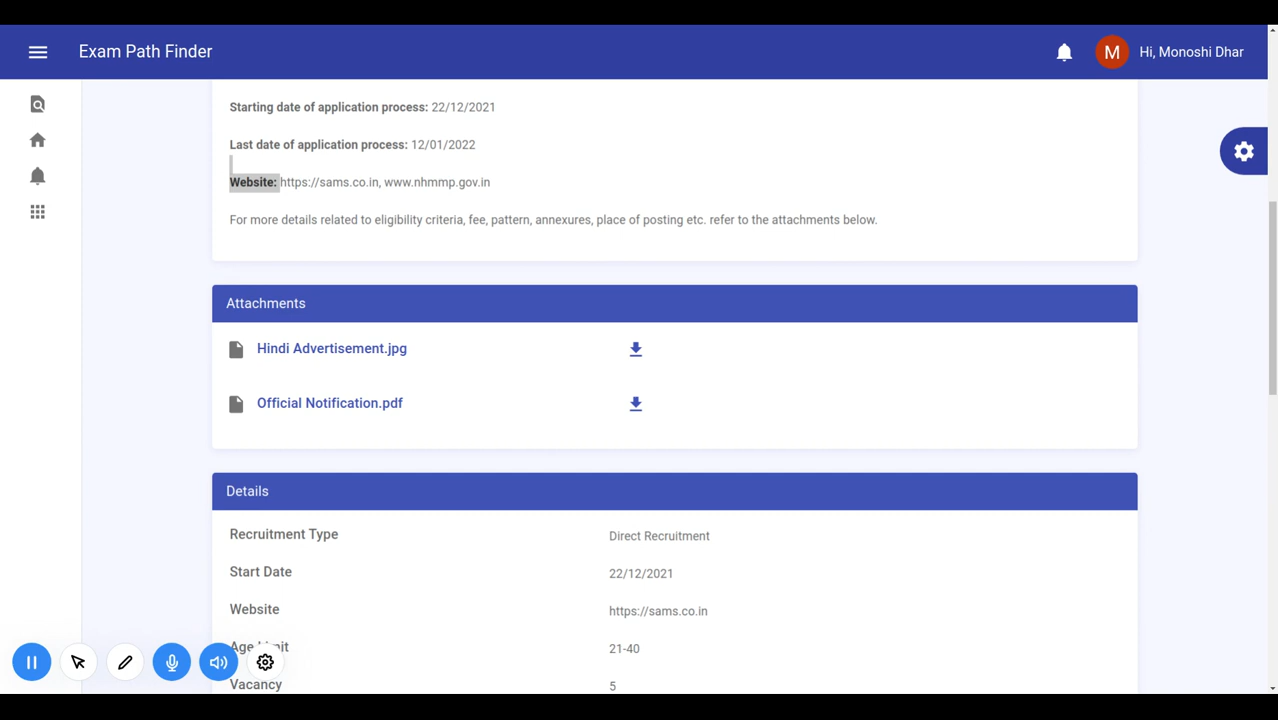 Exam Path Finder
M Hi, Monoshi Dhar
Starting date of application process: 22/12/2021
Last date of application process: 12/01/2022
Website: https://sams.co.in, www.nhmmp.gov.in
For more details related to eligibility criteria, fee, pattern, annexures, place of posting etc. refer to the attachments below.
Attachments
Hindi Advertisement.jpg
Official Notification.pdf
Details
Recruitment Type Direct Recruitment
Start Date 22/12/2021
Website https://sams.co.in
Age Limit 21-40
Vacancy 5